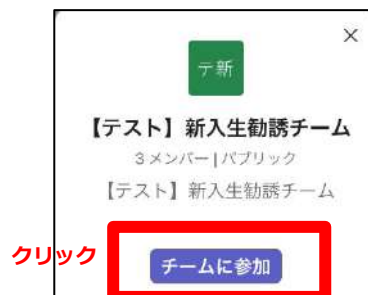 ×
テ新
【テスト】新入生勧誘チーム
3メンバー | パブリック
【テスト】新入生勧誘チーム
クリック
チームに参加